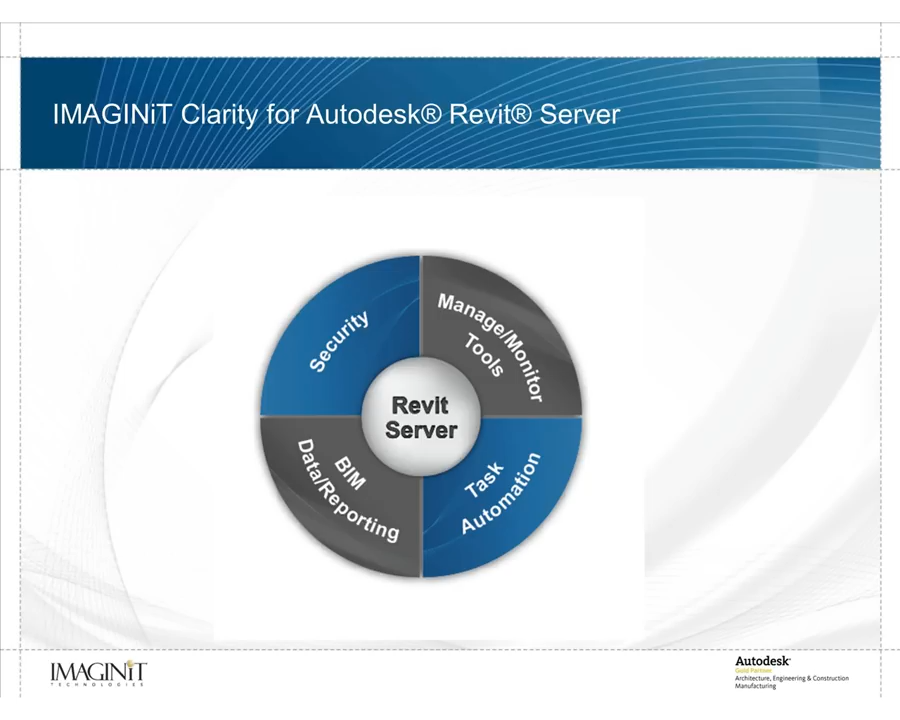 IMAGINiT Clarity for Autodesk® Revit® Server
Security
Manage/Monitor
Tools
Revit
Server
BIM
Data/Reporting
Task
Automation
IMAGINiT
TECHNOLOGIES
Autodesk
Gold Partner
Architecture, Engineering & Construction
Manufacturing